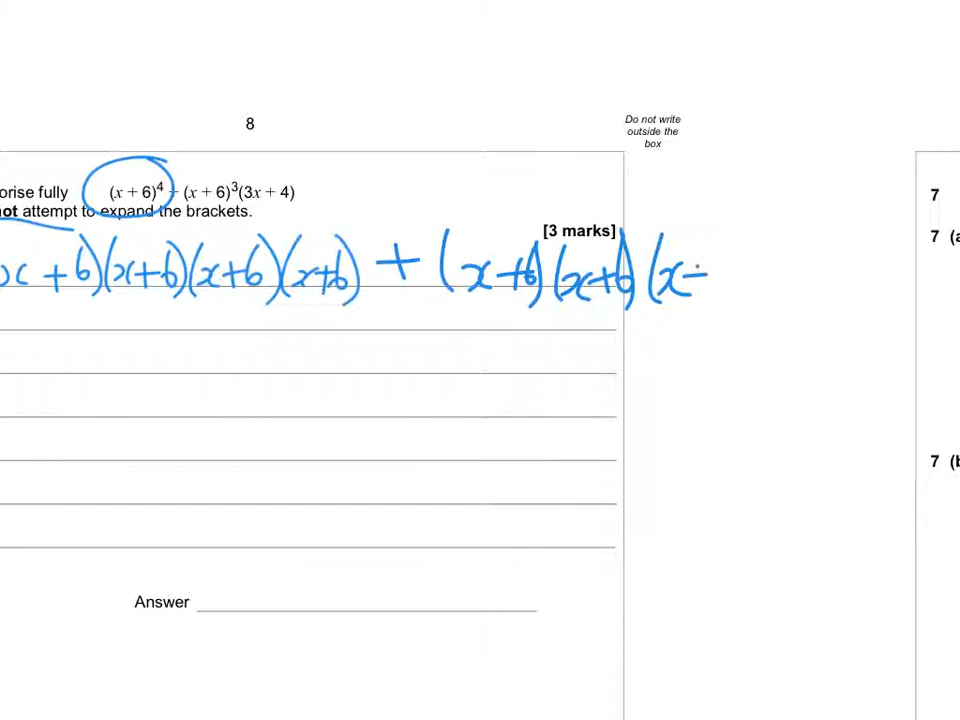 8
Do not write
outside the
box
orise fully (x + 6)⁴ + (x + 6)³(3x + 4)
not attempt to expand the brackets.
[3 marks]
x + 6)(x+6)(x+6)(x+6) + (x+6)(x+6)(x
Answer
7
7 (a
7 (b